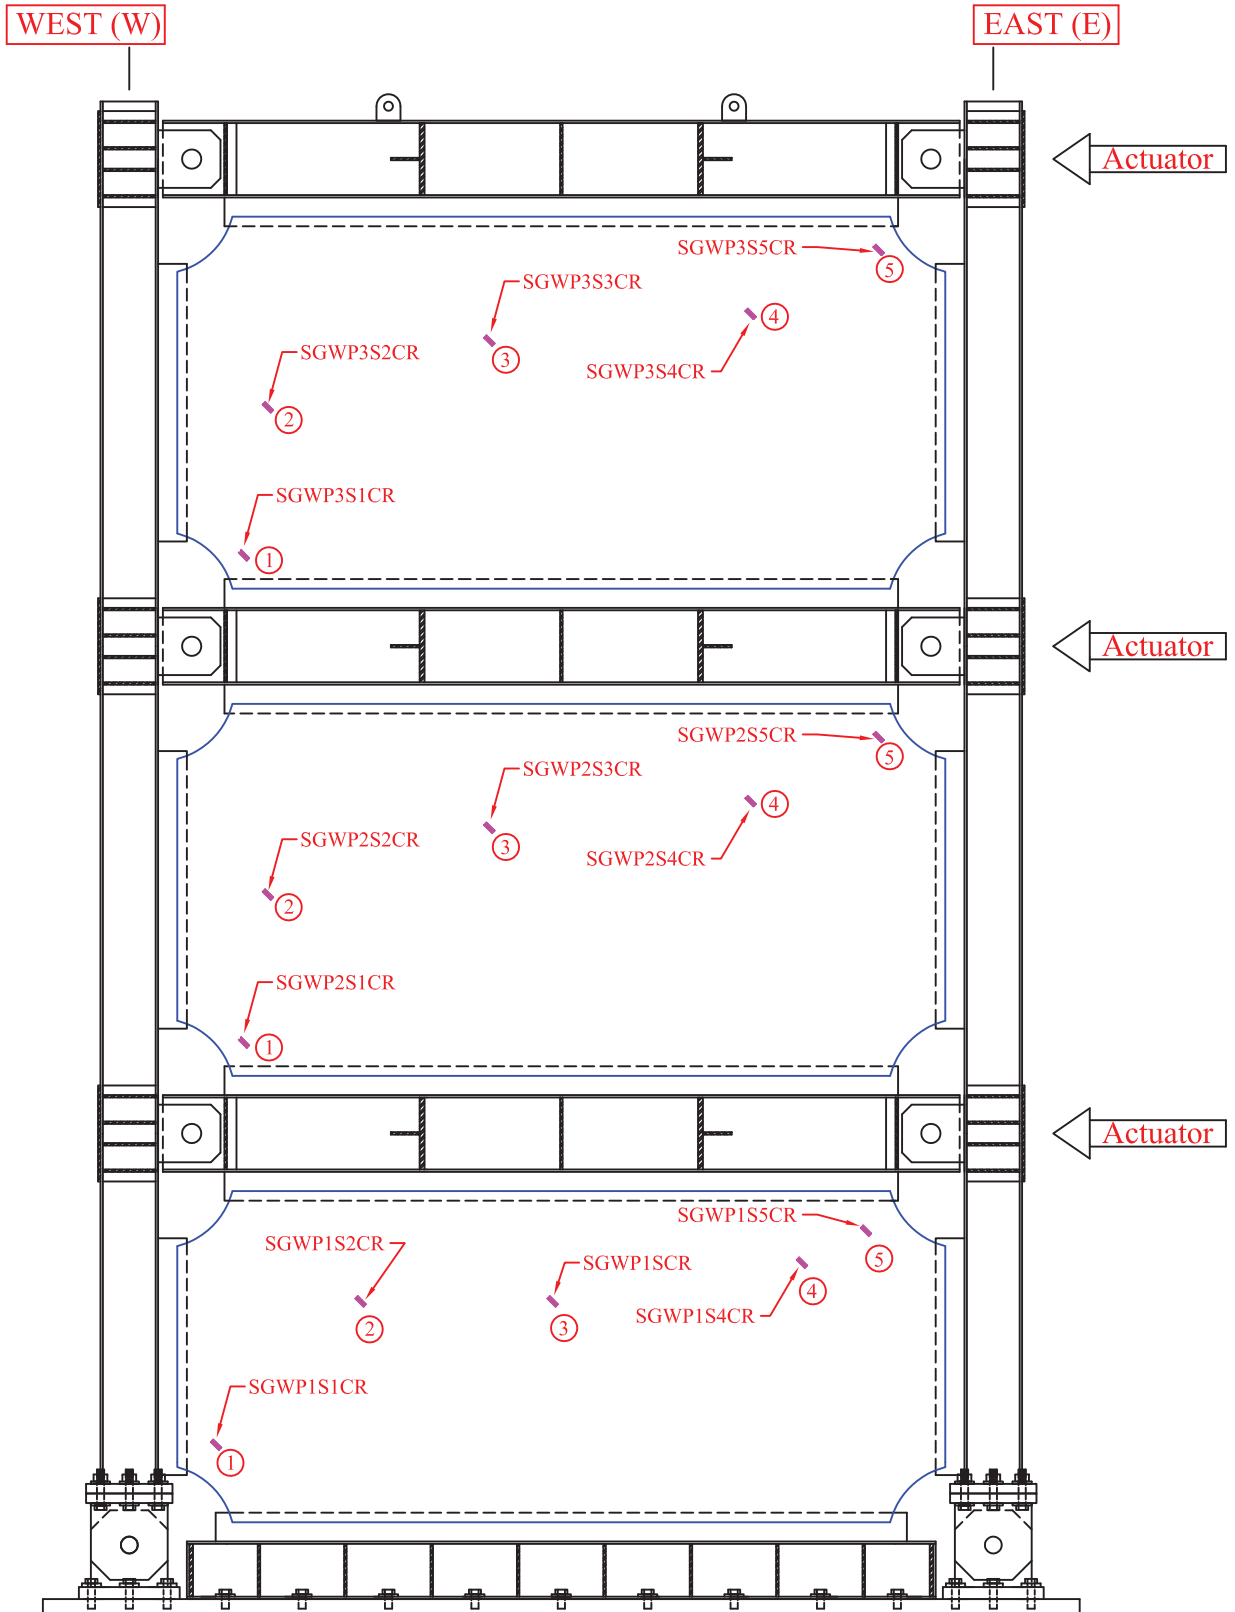 WEST (W)
EAST (E)
Actuator
SGWP3S5CR
5
SGWP3S3CR
3
4
SGWP3S4CR
SGWP3S2CR
2
SGWP3S1CR
1
Actuator
SGWP2S5CR
5
SGWP2S3CR
3
4
SGWP2S4CR
SGWP2S2CR
2
SGWP2S1CR
1
Actuator
SGWP1S5CR
5
SGWP1S2CR
2
SGWP1SCR
3
4
SGWP1S4CR
SGWP1S1CR
1